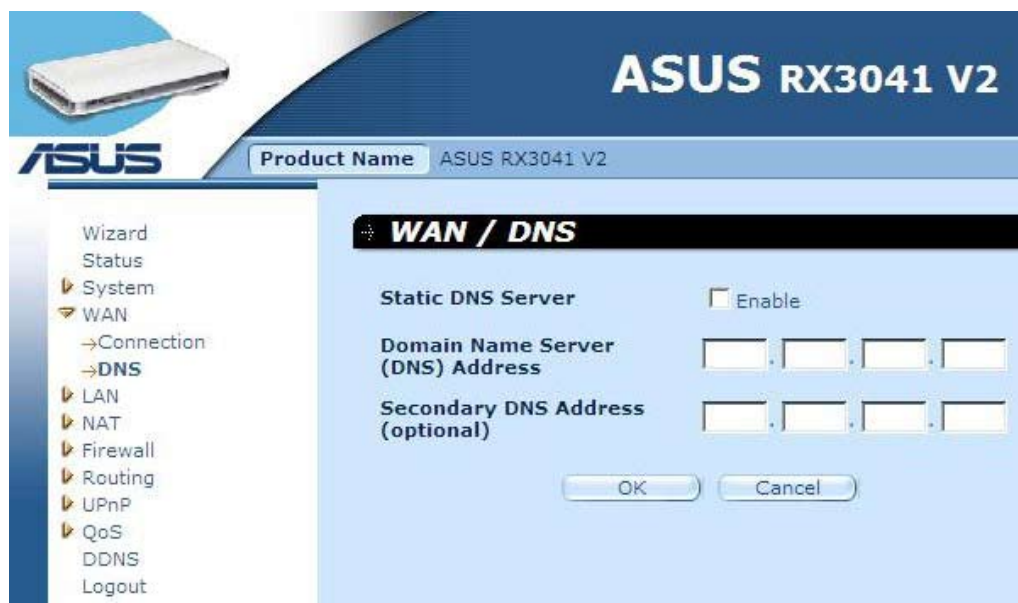 ASUS RX3041 V2
ASUS
Product Name ASUS RX3041 V2
Wizard
Status
System
WAN
→Connection
→DNS
LAN
NAT
Firewall
Routing
UPnP
QoS
DDNS
Logout
WAN / DNS
Static DNS Server Enable
Domain Name Server
(DNS) Address . . .
Secondary DNS Address
(optional) . . .
OK Cancel